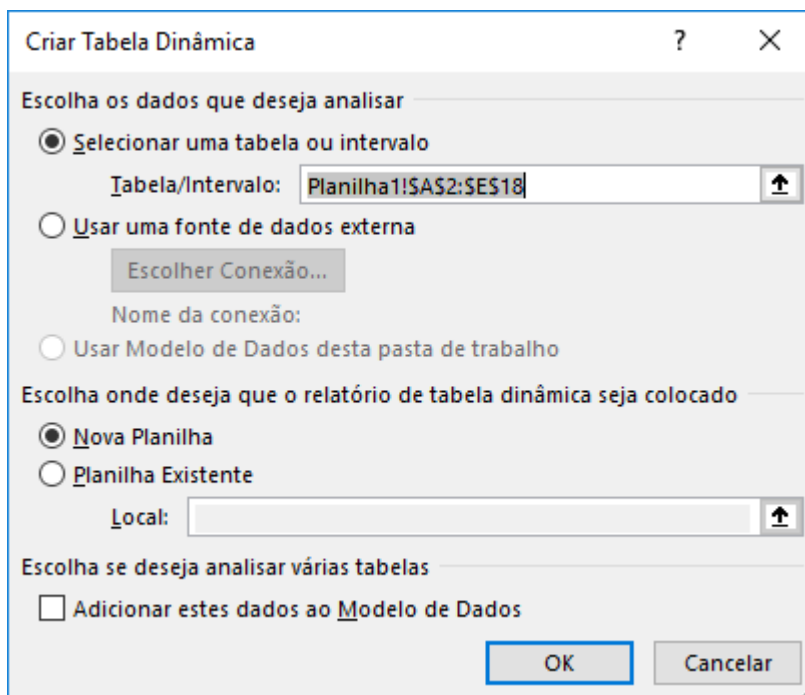 Criar Tabela Dinâmica ?
Escolha os dados que deseja analisar
Selecionar uma tabela ou intervalo
Tabela/Intervalo: Planilha1!$A$2:$E$18
Usar uma fonte de dados externa
Escolher Conexão...
Nome da conexão:
Usar Modelo de Dados desta pasta de trabalho
Escolha onde deseja que o relatório de tabela dinâmica seja colocado
Nova Planilha
Planilha Existente
Local:
Escolha se deseja analisar várias tabelas
Adicionar estes dados ao Modelo de Dados
OK Cancelar